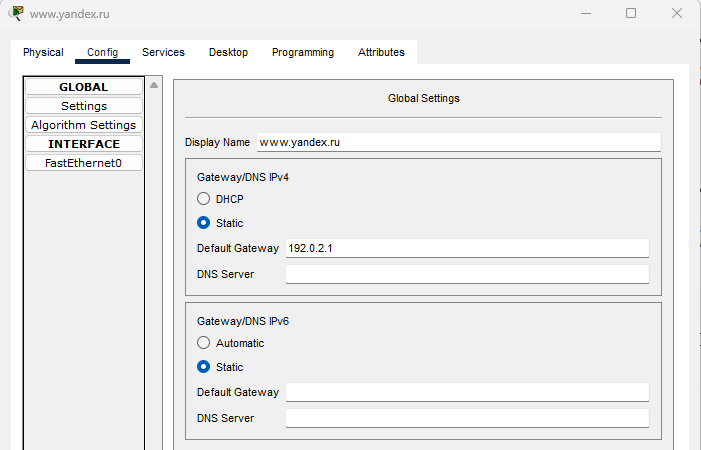 www.yandex.ru
Physical Config Services Desktop Programming Attributes
GLOBAL
Settings
Algorithm Settings
INTERFACE
FastEthernet0
Global Settings
Display Name www.yandex.ru
Gateway/DNS IPv4
DHCP
Static
Default Gateway 192.0.2.1
DNS Server
Gateway/DNS IPv6
Automatic
Static
Default Gateway
DNS Server